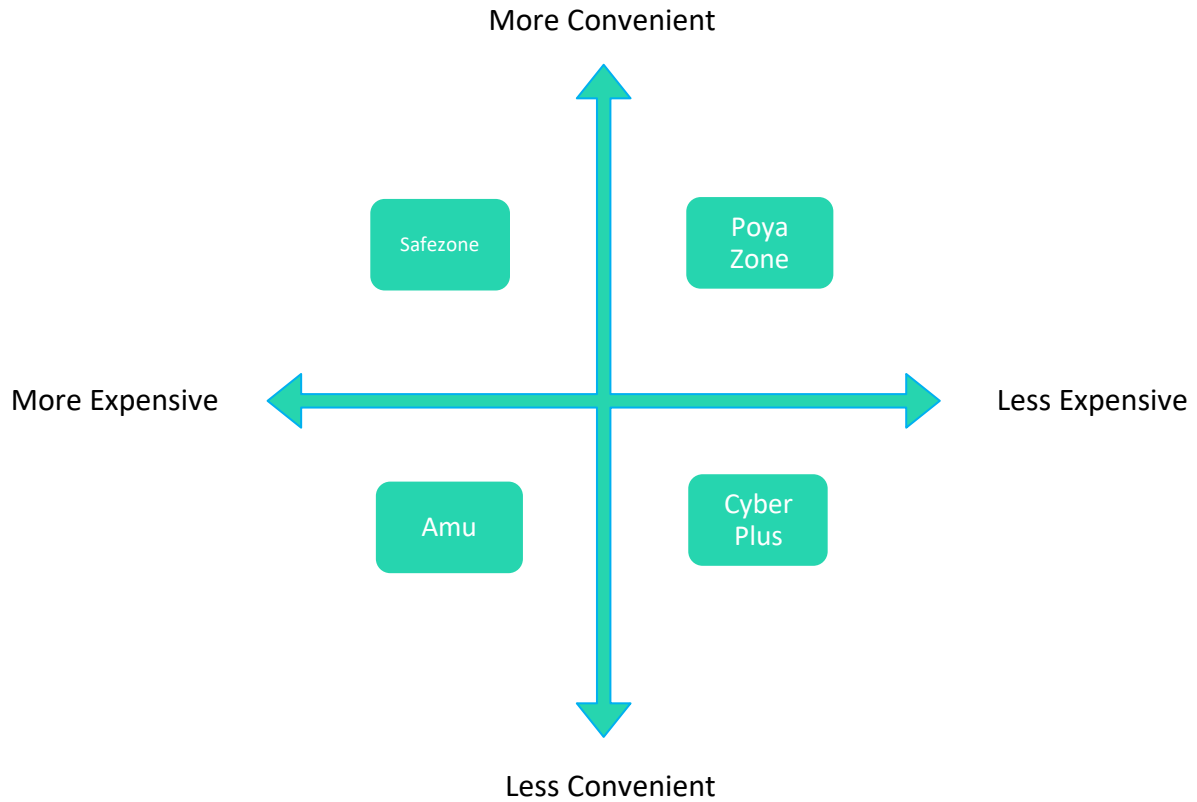 More Convenient
Safezone
Poya
Zone
More Expensive
Less Expensive
Amu
Cyber
Plus
Less Convenient